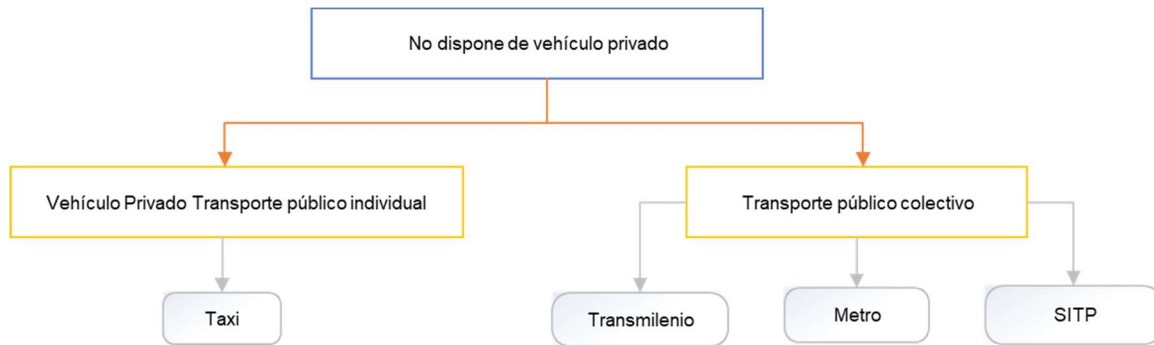 No dispone de vehículo privado
Vehículo Privado Transporte público individual
Transporte público colectivo
Taxi
Transmilenio
Metro
SITP